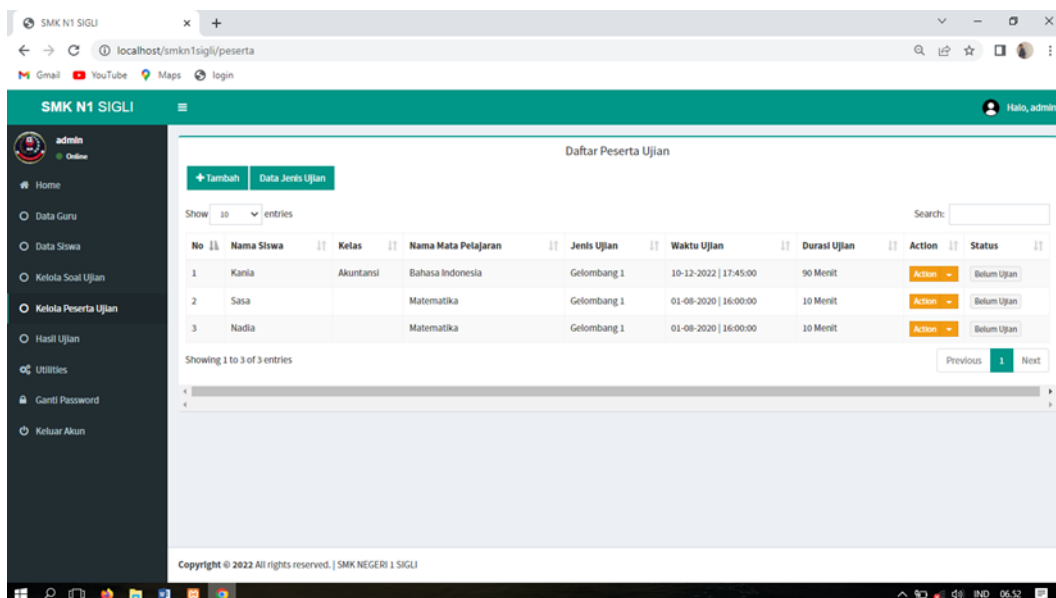 SMK N1 SIGLI
localhost/smkn1sigli/peserta
Gmail YouTube Maps login
SMK N1 SIGLI Halo, admin
admin
Online
Home
Data Guru
Data Siswa
Kelola Soal Ujian
Kelola Peserta Ujian
Hasil Ujian
Utilities
Ganti Password
Keluar Akun
Daftar Peserta Ujian
Tambah Data Jenis Ujian
Show 10 entries Search:
No Nama Siswa Kelas Nama Mata Pelajaran Jenis Ujian Waktu Ujian Durasi Ujian Action Status
1 Kania Akuntansi Bahasa Indonesia Gelombang 1 10-12-2022 | 17:45:00 90 Menit Action Belum Ujian
2 Sasa Matematika Gelombang 1 01-08-2020 | 16:00:00 10 Menit Action Belum Ujian
3 Nadia Matematika Gelombang 1 01-08-2020 | 16:00:00 10 Menit Action Belum Ujian
Showing 1 to 3 of 3 entries Previous 1 Next
Copyright © 2022 All rights reserved. | SMK NEGERI 1 SIGLI
IND 06.52